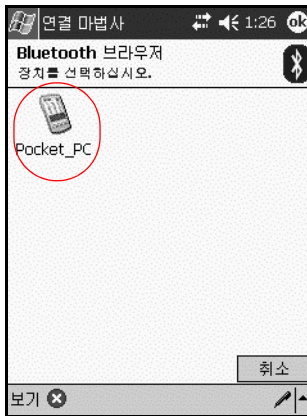 연결 마법사 1:26 ok
Bluetooth 브라우저
장치를 선택하십시오.
Pocket_PC
취소
보기